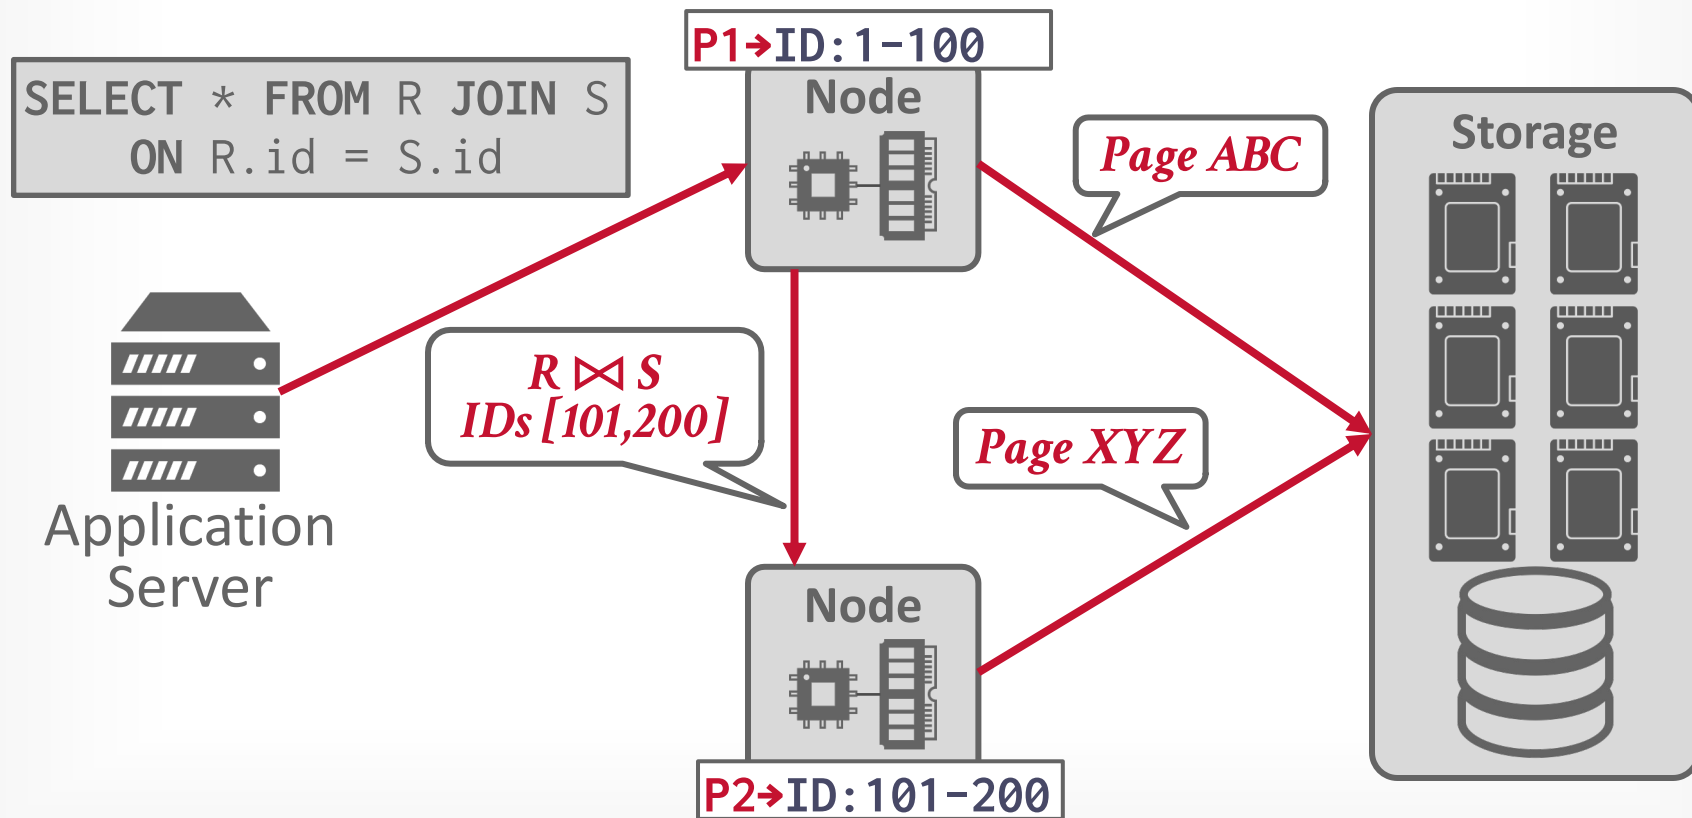 P1→ID:1-100
SELECT * FROM R JOIN S
ON R.id = S.id
Node
Page ABC
Storage
R ⋈ S
IDs [101,200]
Page XYZ
Application
Server
Node
P2→ID:101-200